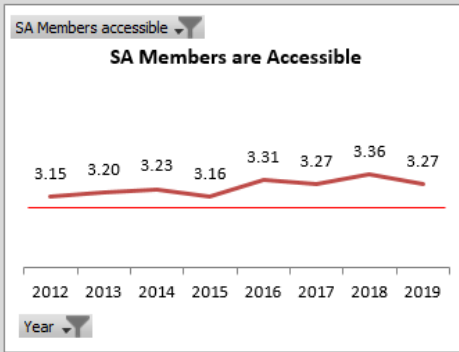 SA Members accessible
SA Members are Accessible
3.15 3.20 3.23 3.16 3.31 3.27 3.36 3.27
2012 2013 2014 2015 2016 2017 2018 2019
Year